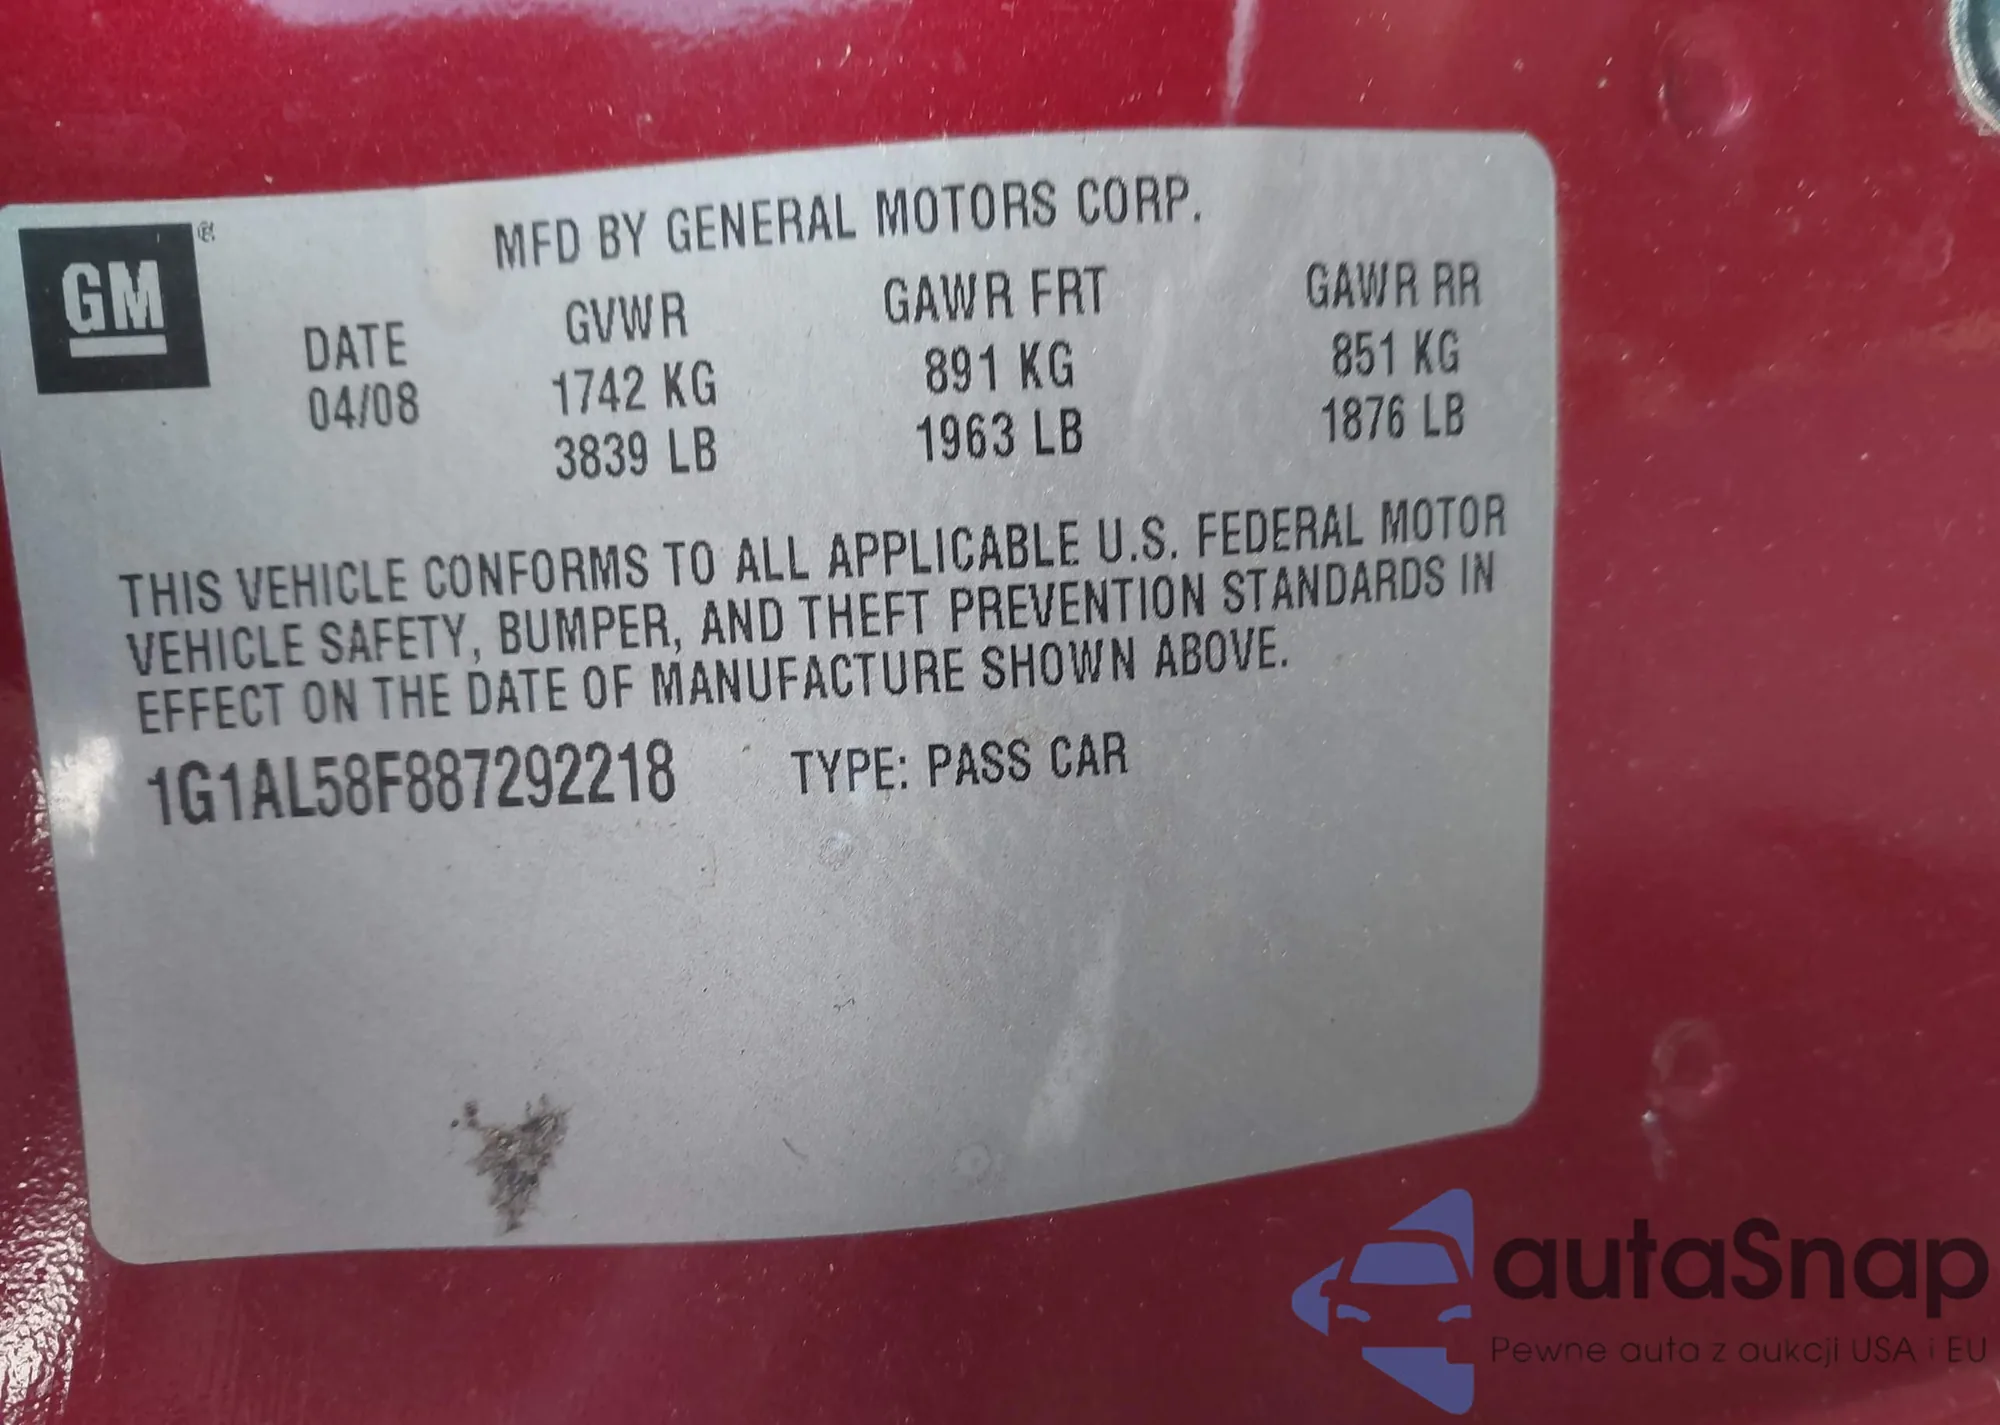 GM®
MFD BY GENERAL MOTORS CORP.
DATE GVWR GAWR FRT GAWR RR
04/08 1742 KG 891 KG 851 KG
3839 LB 1963 LB 1876 LB
THIS VEHICLE CONFORMS TO ALL APPLICABLE U.S. FEDERAL MOTOR
VEHICLE SAFETY, BUMPER, AND THEFT PREVENTION STANDARDS IN
EFFECT ON THE DATE OF MANUFACTURE SHOWN ABOVE.
1G1AL58F887292218 TYPE: PASS CAR
autaSnap
Pewne auta z aukcji USA i EU